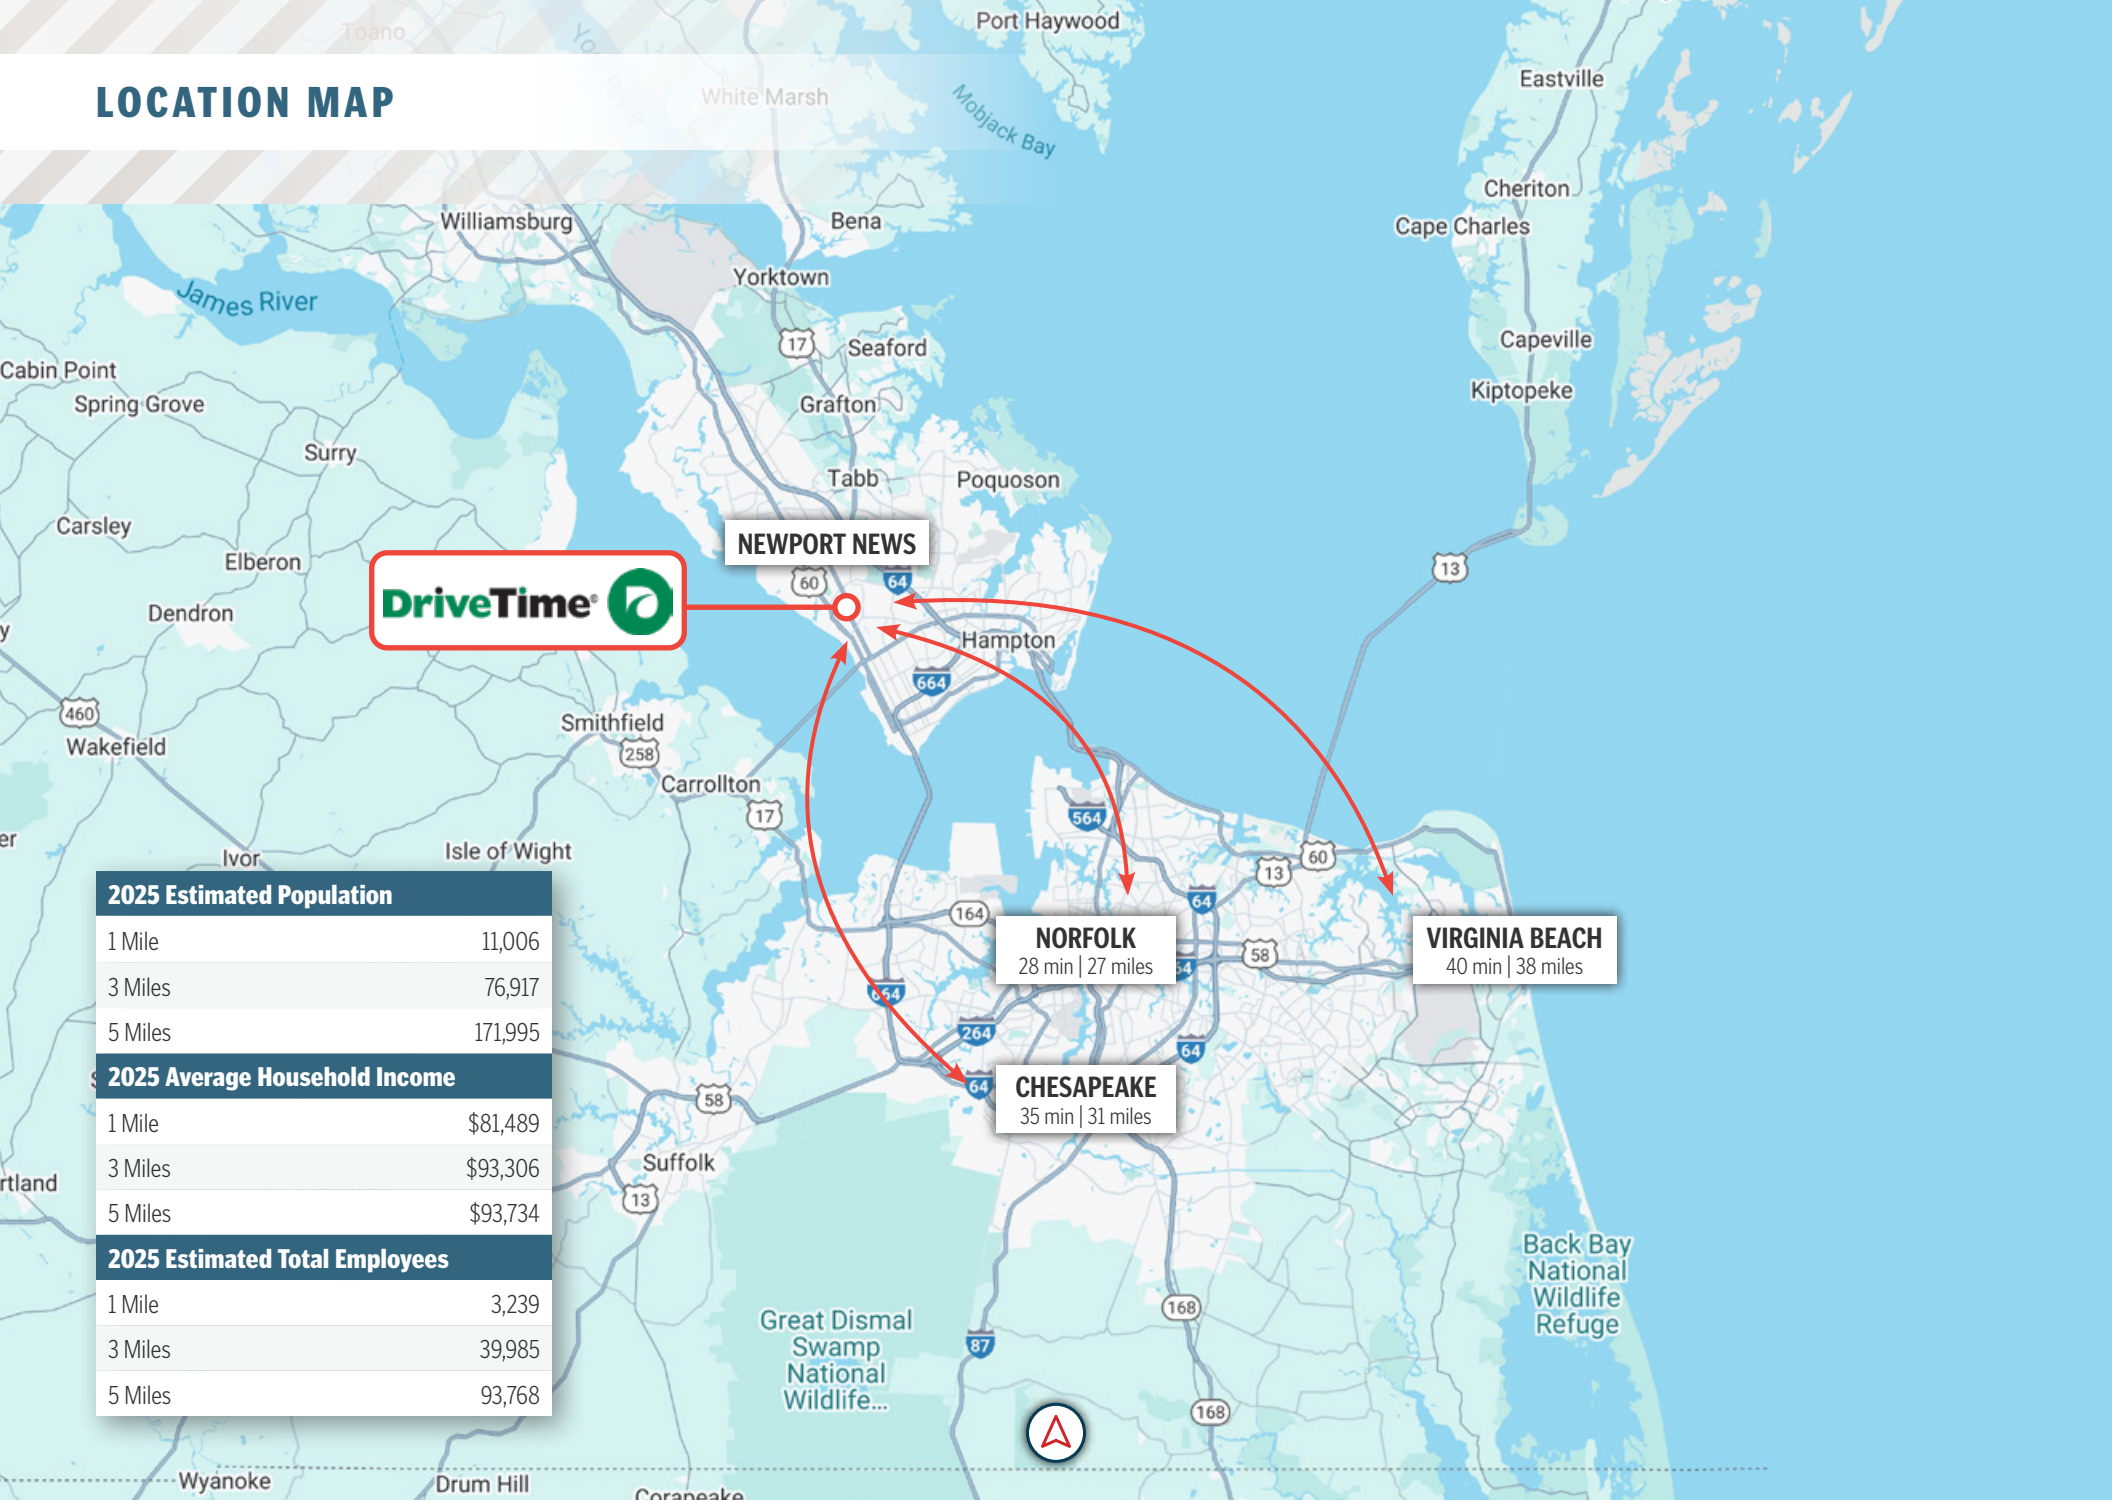 Toano
York River
Port Haywood
LOCATION MAP
White Marsh
Mobjack Bay
Eastville
Cheriton
Cape Charles
Williamsburg
Bena
Yorktown
James River
17
Seaford
Capeville
Cabin Point
Spring Grove
Grafton
Kiptopeke
Surry
Tabb
Poquoson
Carsley
NEWPORT NEWS
Elberon
60
64
13
DriveTime
Dendron
y
Hampton
664
460
Smithfield
Wakefield
258
Carrollton
17
564
er
Ivor
Isle of Wight
13
60
64
164
NORFOLK
28 min | 27 miles
64
58
VIRGINIA BEACH
40 min | 38 miles
664
264
64
64
CHESAPEAKE
35 min | 31 miles
58
Suffolk
13
rtland
2025 Estimated Population
1 Mile 11,006
3 Miles 76,917
5 Miles 171,995
2025 Average Household Income
1 Mile $81,489
3 Miles $93,306
5 Miles $93,734
2025 Estimated Total Employees
1 Mile 3,239
3 Miles 39,985
5 Miles 93,768
Back Bay
National
Wildlife
Refuge
Great Dismal
Swamp
National
Wildlife...
168
87
168
Wyanoke
Drum Hill
Corapeake